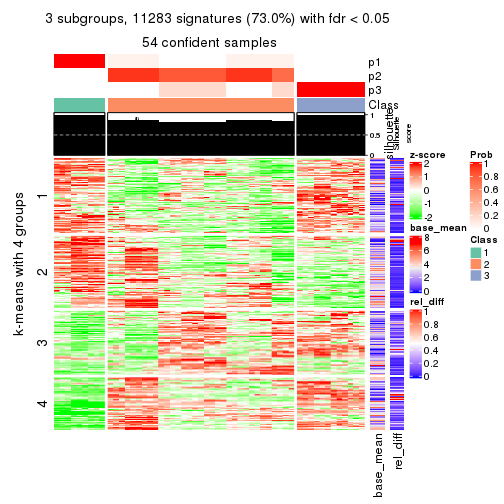 3 subgroups, 11283 signatures (73.0%) with fdr < 0.05
54 confident samples
p1
p2
p3
Class
1
0.5
0
silhouette
Silhouette
score
k-means with 4 groups
1
2
3
4
base_mean
rel_diff
z-score
2
1
0
-1
-2
base_mean
8
6
4
2
0
rel_diff
1
0.8
0.6
0.4
0.2
0
Prob
1
0.8
0.6
0.4
0.2
0
Class
1
2
3